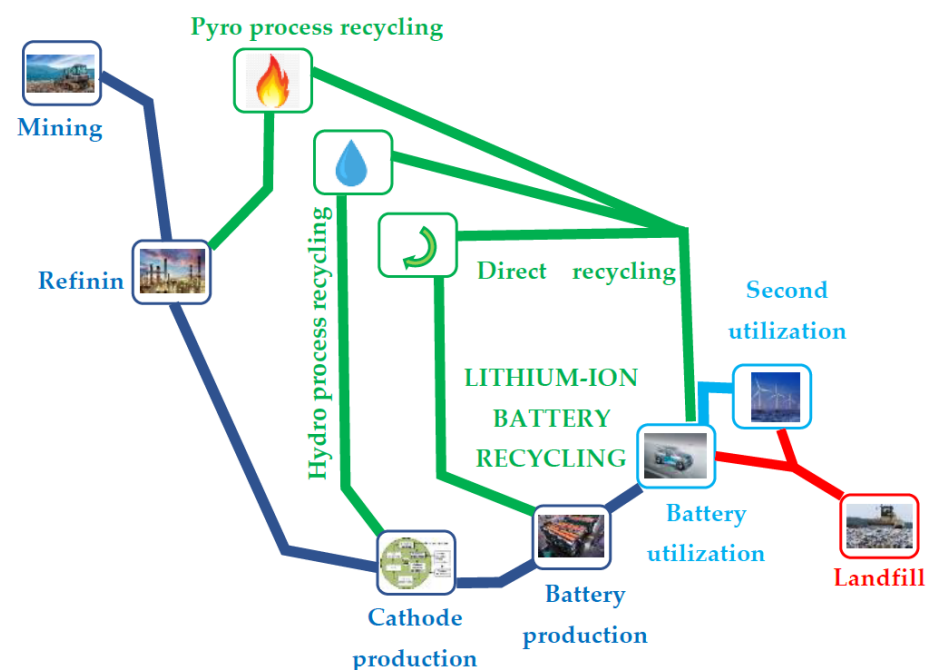 Pyro process recycling
Mining
Refinin
Hydro process recycling
Direct recycling
Second
utilization
LITHIUM-ION
BATTERY
RECYCLING
Battery
utilization
Landfill
Battery
production
Cathode
production